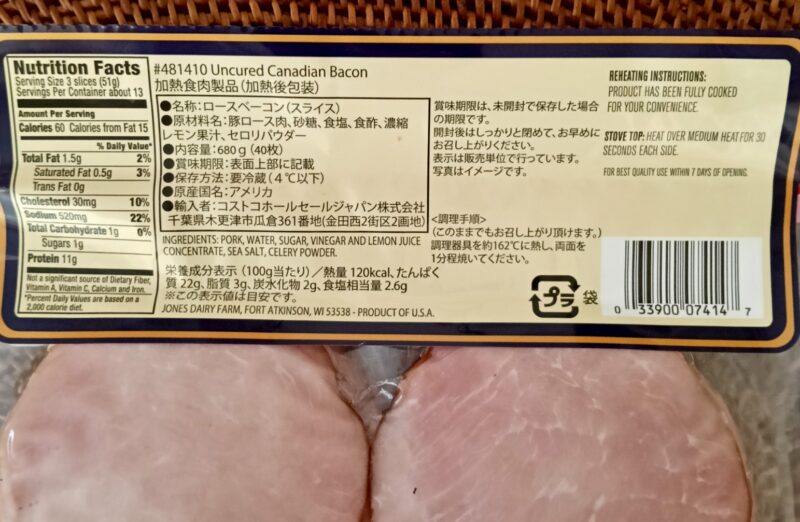 Nutrition Facts
Serving Size 3 slices (51g)
Servings Per Container about 13
Amount Per Serving
Calories 60 Calories from Fat 15
% Daily Value*
Total Fat 1.5g 2%
Saturated Fat 0.5g 3%
Trans Fat 0g
Cholesterol 30mg 10%
Sodium 520mg 22%
Total Carbohydrate 1g 0%
Sugars 1g
Protein 11g
Not a significant source of Dietary Fiber,
Vitamin A, Vitamin C, Calcium and Iron.
*Percent Daily Values are based on a
2,000 calorie diet.
#481410 Uncured Canadian Bacon
加熱食肉製品(加熱後包装)
●名称:ロースベーコン(スライス)
●原材料名:豚ロース肉、砂糖、食塩、食酢、濃縮
レモン果汁、セロリパウダー
●内容量:680g(40枚)
●賞味期限:表面上部に記載
●保存方法:要冷蔵(4℃以下)
●原産国名:アメリカ
●輸入者:コストコホールセールジャパン株式会社
千葉県木更津市瓜倉361番地(金田西2街区2画地)
INGREDIENTS: PORK, WATER, SUGAR, VINEGAR AND LEMON JUICE
CONCENTRATE, SEA SALT, CELERY POWDER.
栄養成分表示(100g当たり)/熱量120kcal、たんぱく
質22g、脂質3g、炭水化物2g、食塩相当量2.6g
※この表示値は目安です。
JONES DAIRY FARM, FORT ATKINSON, WI 53538 - PRODUCT OF U.S.A.
賞味期限は、未開封で保存した場合
の期限です。
開封後はしっかりと閉めて、お早めに
お召し上がりください。
表示は販売単位で行っています。
写真はイメージです。
<調理手順>
(このままでもお召し上がり頂けます。)
調理器具を約162℃に熱し、両面を
1分程焼いてください。
プラ
袋
REHEATING INSTRUCTIONS:
PRODUCT HAS BEEN FULLY COOKED
FOR YOUR CONVENIENCE.
STOVE TOP: HEAT OVER MEDIUM HEAT FOR 30
SECONDS EACH SIDE.
FOR BEST QUALITY USE WITHIN 7 DAYS OF OPENING.
0 33900 07414 7